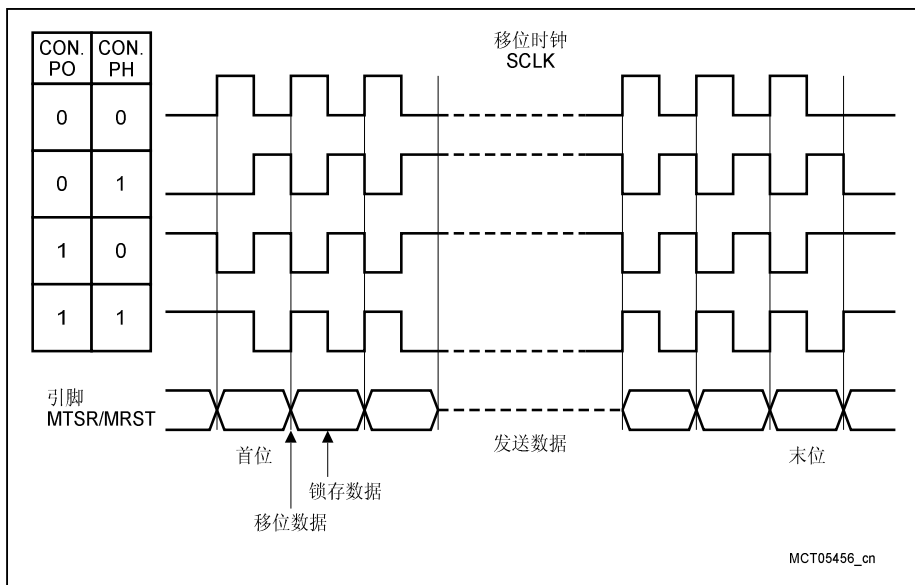 CON. PO
CON. PH
移位时钟
SCLK
0 0
0 1
1 0
1 1
引脚
MTSR/MRST
首位
发送数据
末位
锁存数据
移位数据
MCT05456_cn